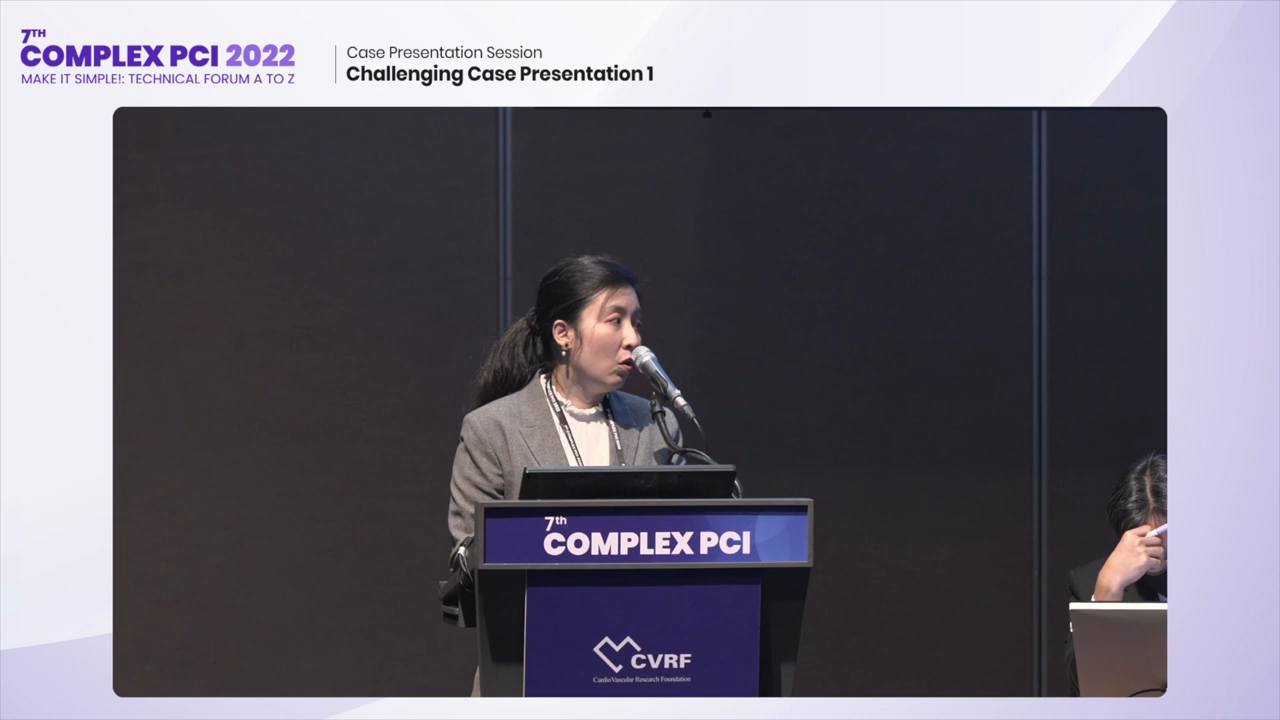 7TH
COMPLEX PCI 2022
MAKE IT SIMPLE!: TECHNICAL FORUM A TO Z
Case Presentation Session
Challenging Case Presentation 1
7th
COMPLEX PCI
CVRF
CardioVascular Research Foundation